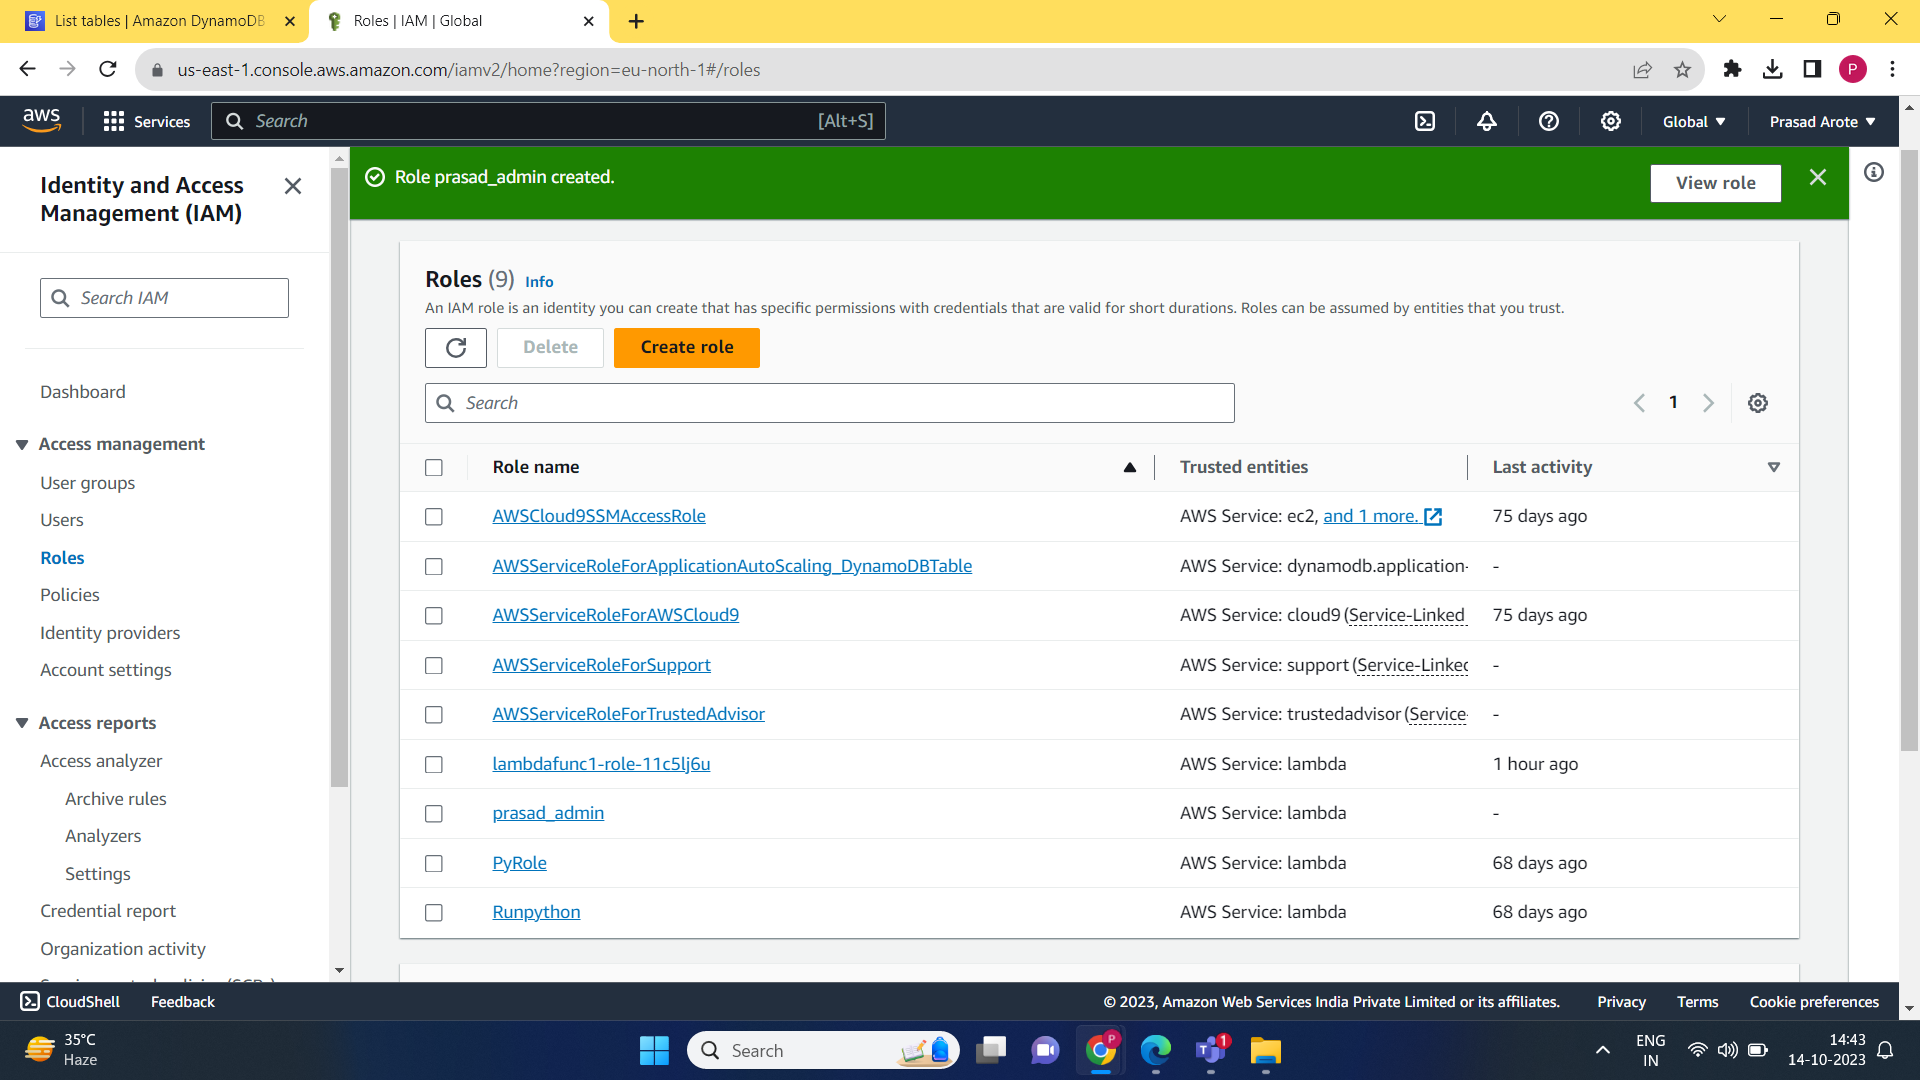 List tables | Amazon DynamoDB
Roles | IAM | Global
us-east-1.console.aws.amazon.com/iamv2/home?region=eu-north-1#/roles
P
aws
Services
Search
[Alt+S]
Global
Prasad Arote
Identity and Access
Management (IAM)
Search IAM
Dashboard
Access management
User groups
Users
Roles
Policies
Identity providers
Account settings
Access reports
Access analyzer
Archive rules
Analyzers
Settings
Credential report
Organization activity
Role prasad_admin created.
View role
Roles (9) Info
An IAM role is an identity you can create that has specific permissions with credentials that are valid for short durations. Roles can be assumed by entities that you trust.
Delete
Create role
Search
1
Role name Trusted entities Last activity
AWSCloud9SSMAccessRole AWS Service: ec2, and 1 more. 75 days ago
AWSServiceRoleForApplicationAutoScaling_DynamoDBTable AWS Service: dynamodb.application- -
AWSServiceRoleForAWSCloud9 AWS Service: cloud9 (Service-Linked 75 days ago
AWSServiceRoleForSupport AWS Service: support (Service-Linked -
AWSServiceRoleForTrustedAdvisor AWS Service: trustedadvisor (Service- -
lambdafunc1-role-11c5lj6u AWS Service: lambda 1 hour ago
prasad_admin AWS Service: lambda -
PyRole AWS Service: lambda 68 days ago
Runpython AWS Service: lambda 68 days ago
CloudShell
Feedback
© 2023, Amazon Web Services India Private Limited or its affiliates.
Privacy
Terms
Cookie preferences
35°C
Haze
Search
P
1
ENG
IN
14:43
14-10-2023